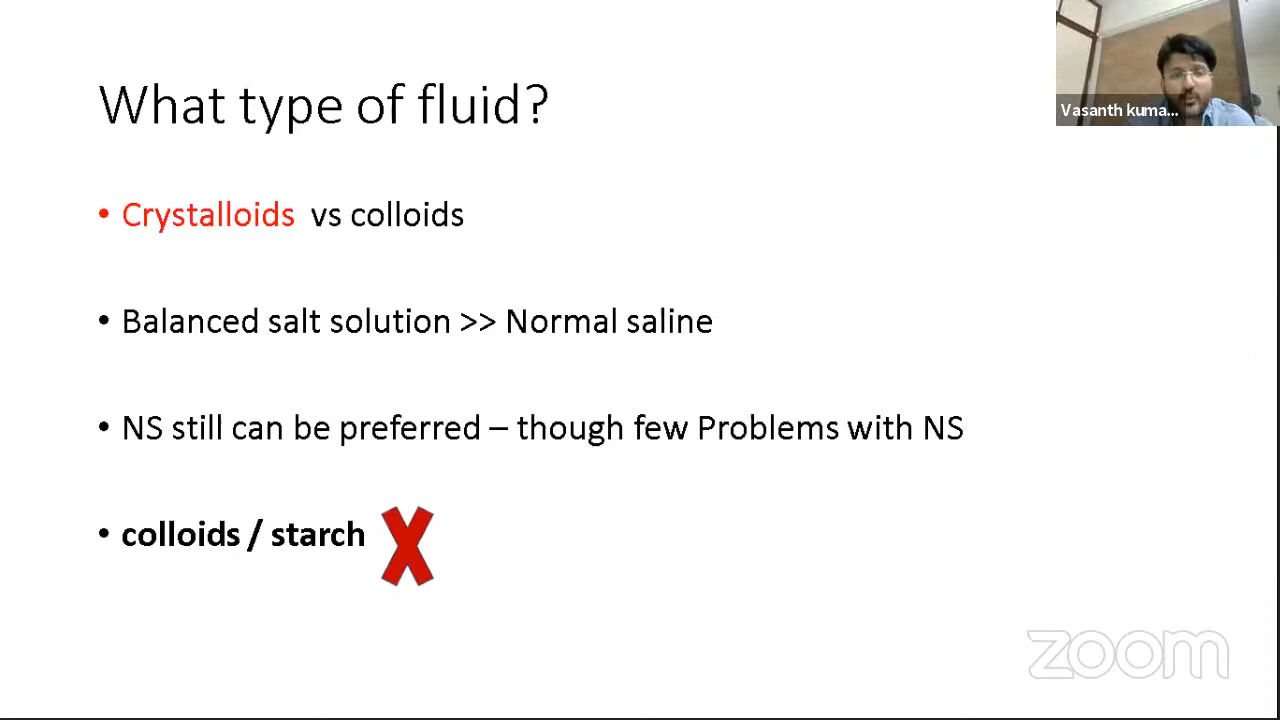 What type of fluid?
Vasanth kuma...
• Crystalloids vs colloids
• Balanced salt solution >> Normal saline
• NS still can be preferred – though few Problems with NS
• colloids / starch
zoom